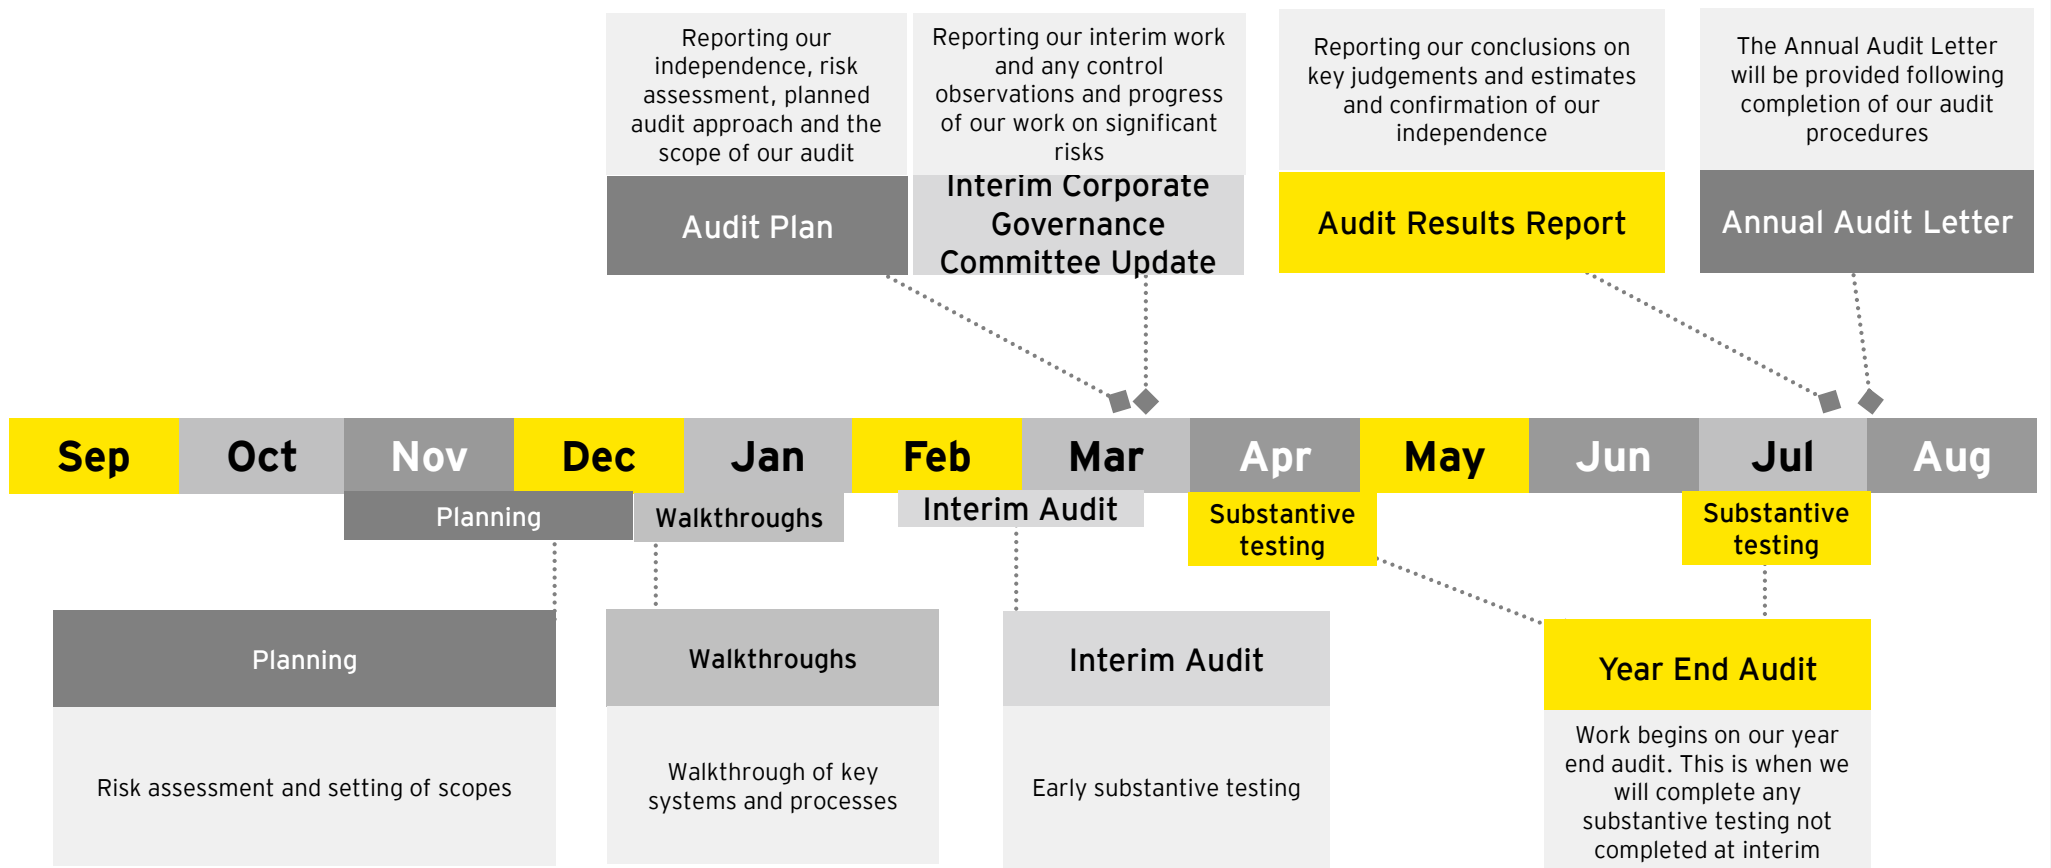 Reporting our
independence, risk
assessment, planned
audit approach and the
scope of our audit
Audit Plan
Reporting our interim work
and any control
observations and progress
of our work on significant
risks
Interim Corporate
Governance
Committee Update
Reporting our conclusions on
key judgements and estimates
and confirmation of our
independence
Audit Results Report
The Annual Audit Letter
will be provided following
completion of our audit
procedures
Annual Audit Letter
Sep Oct Nov Dec Jan Feb Mar Apr May Jun Jul Aug
Planning
Walkthroughs
Interim Audit
Substantive
testing
Substantive
testing
Planning
Risk assessment and setting of scopes
Walkthroughs
Walkthrough of key
systems and processes
Interim Audit
Early substantive testing
Year End Audit
Work begins on our year
end audit. This is when we
will complete any
substantive testing not
completed at interim